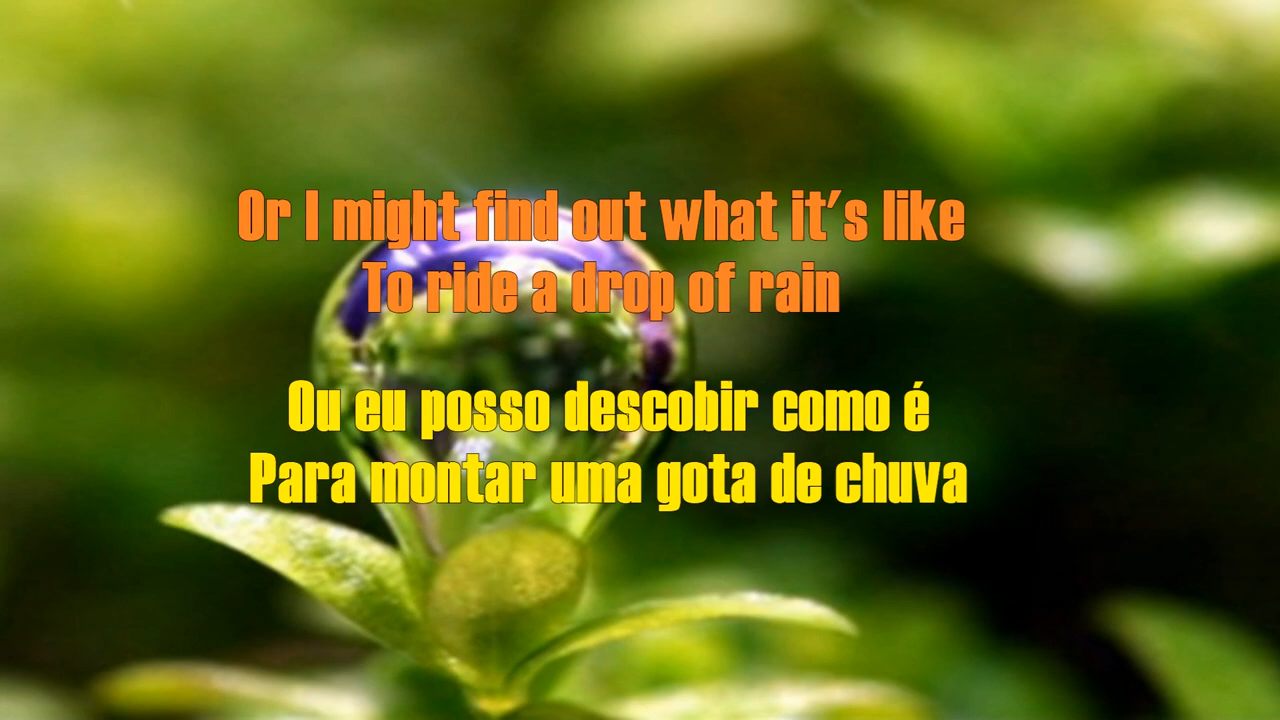 Or I might find out what it's like
To ride a drop of rain
Ou eu posso descobir como é
Para montar uma gota de chuva